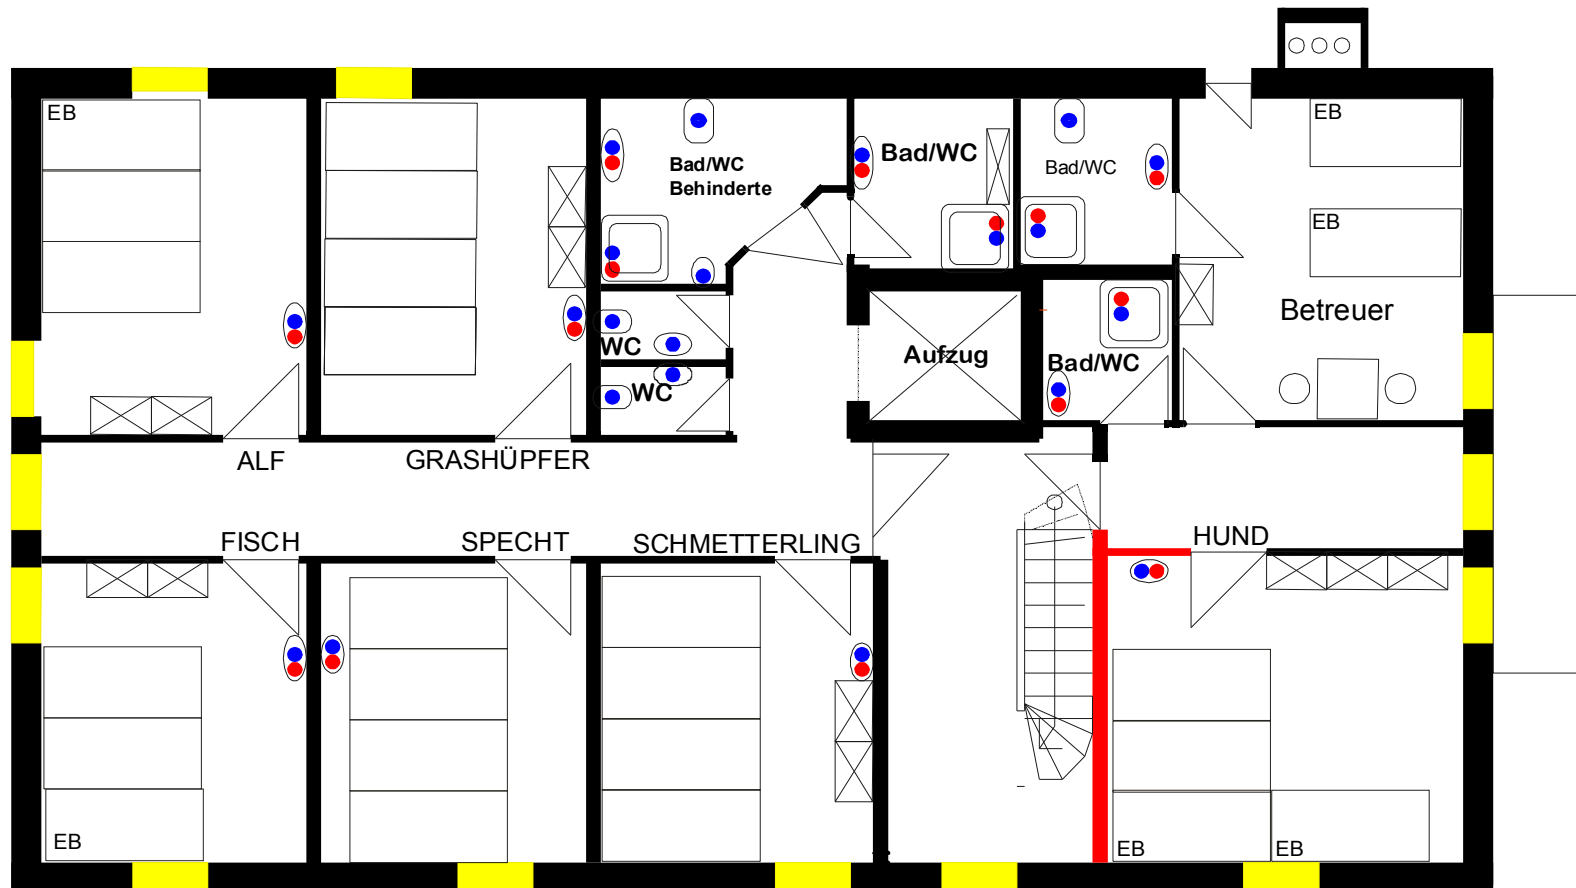 EB
EB
Bad/WC
Behinderte
Bad/WC
Bad/WC
EB
Betreuer
WC
Aufzug
Bad/WC
WC
ALF
GRASHÜPFER
FISCH
SPECHT
SCHMETTERLING
HUND
EB
EB
EB